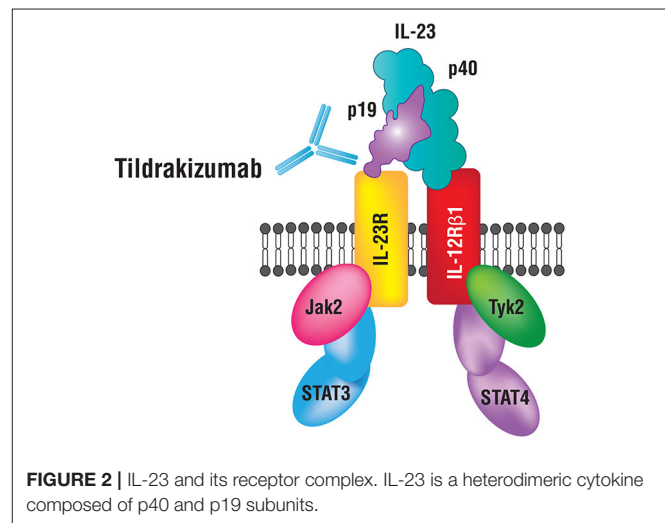 IL-23
p40
p19
Tildrakizumab
IL-23R
IL-12Rβ1
Jak2
Tyk2
STAT3
STAT4
FIGURE 2 | IL-23 and its receptor complex. IL-23 is a heterodimeric cytokine
composed of p40 and p19 subunits.